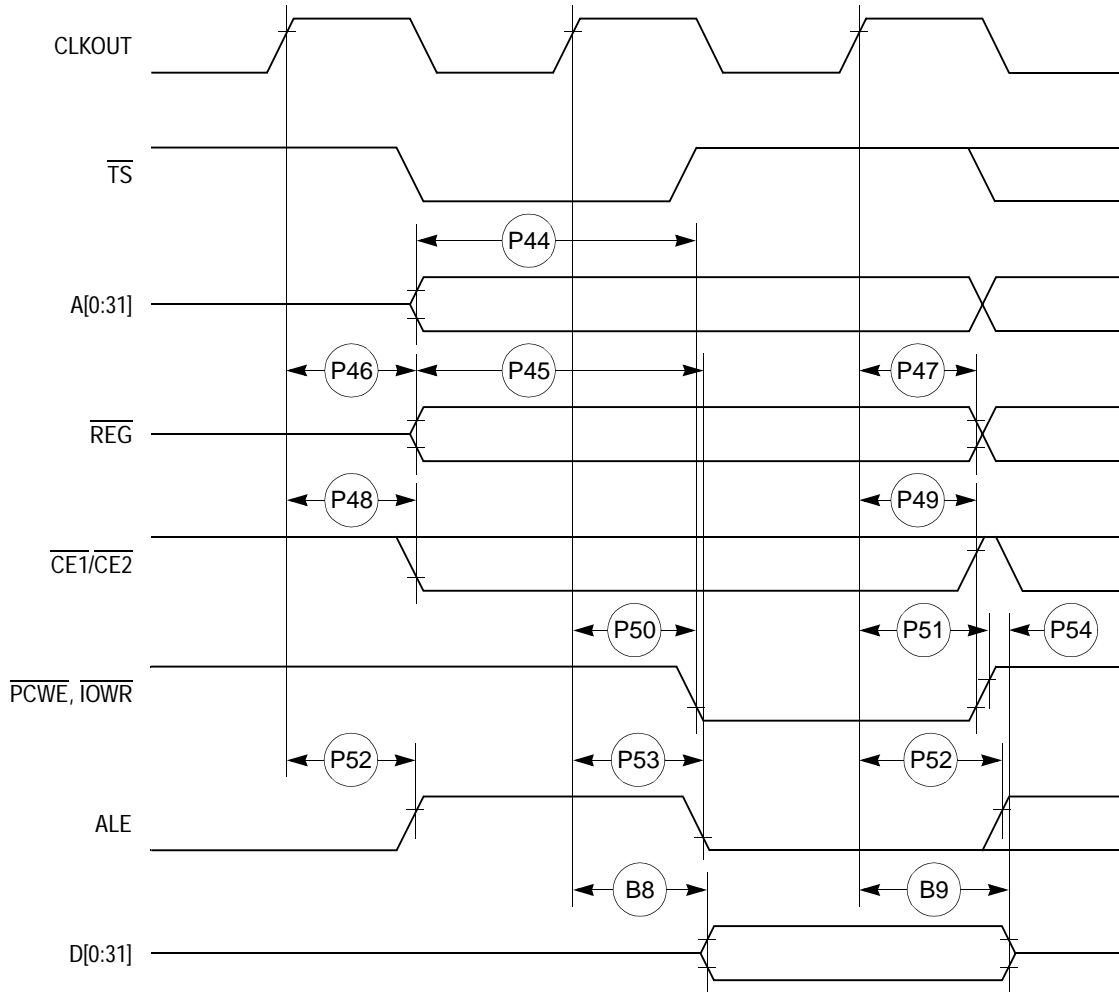 CLKOUT
TS
P44
A[0:31]
P46 P45 P47
REG
P48 P49
CE1/CE2
P50 P51 P54
PCWE, IOWR
P52 P53 P52
ALE
B8 B9
D[0:31]